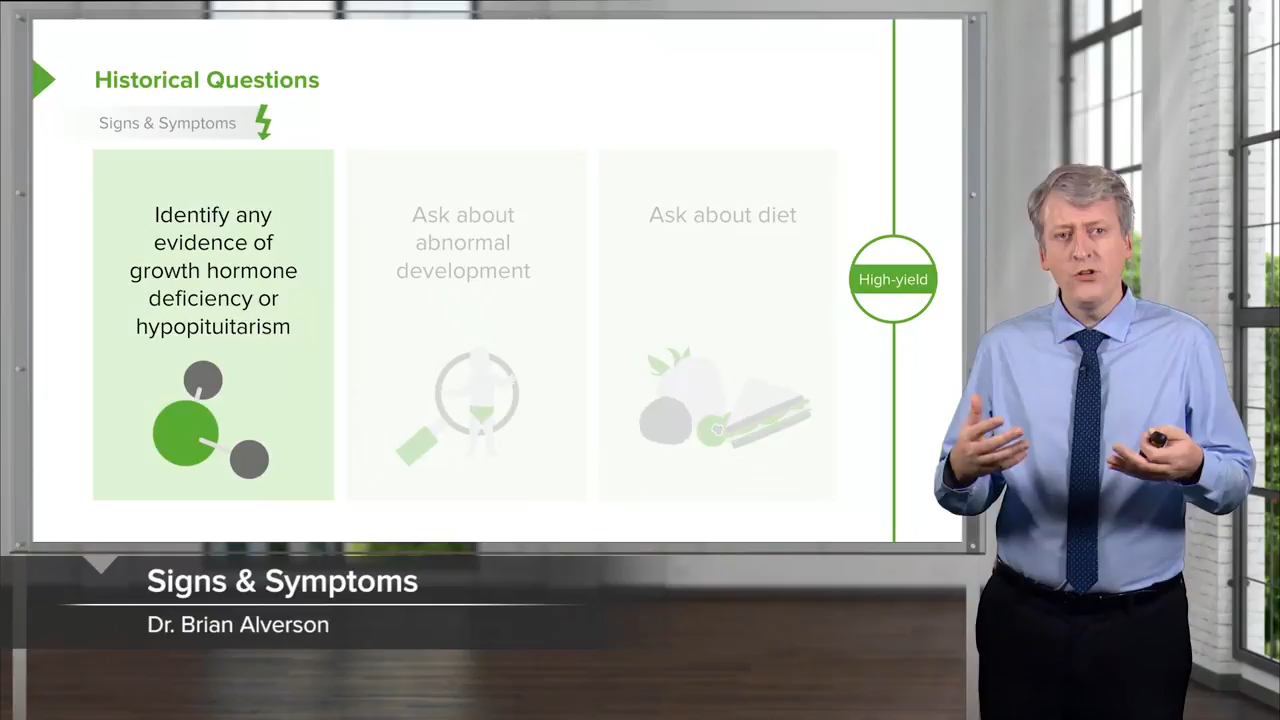 Historical Questions
Signs & Symptoms
Identify any
evidence of
growth hormone
deficiency or
hypopituitarism
Ask about
abnormal
development
Ask about diet
High-yield
Signs & Symptoms
Dr. Brian Alverson